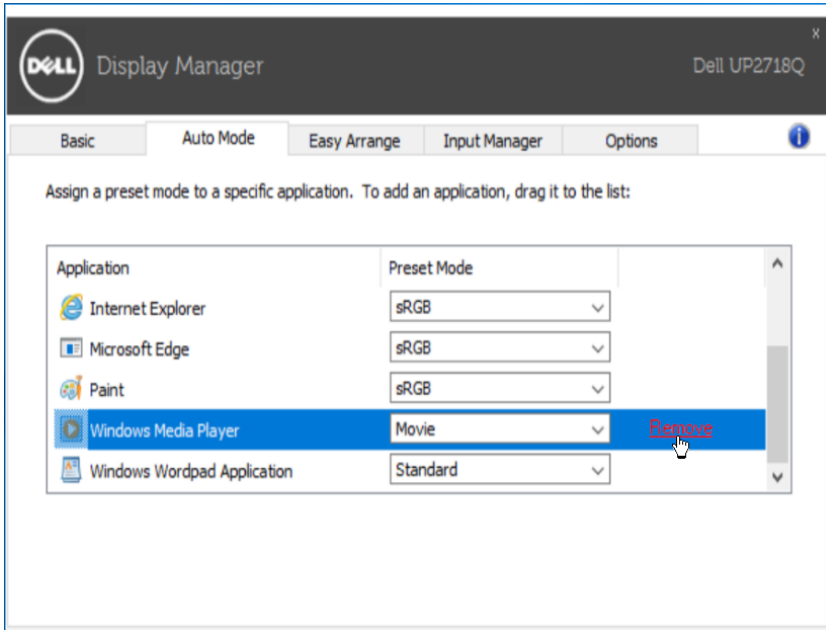 x
DELL Display Manager
Dell UP2718Q
Basic Auto Mode Easy Arrange Input Manager Options i
Assign a preset mode to a specific application. To add an application, drag it to the list:
Application Preset Mode
Internet Explorer sRGB
Microsoft Edge sRGB
Paint sRGB
Windows Media Player Movie Remove
Windows Wordpad Application Standard